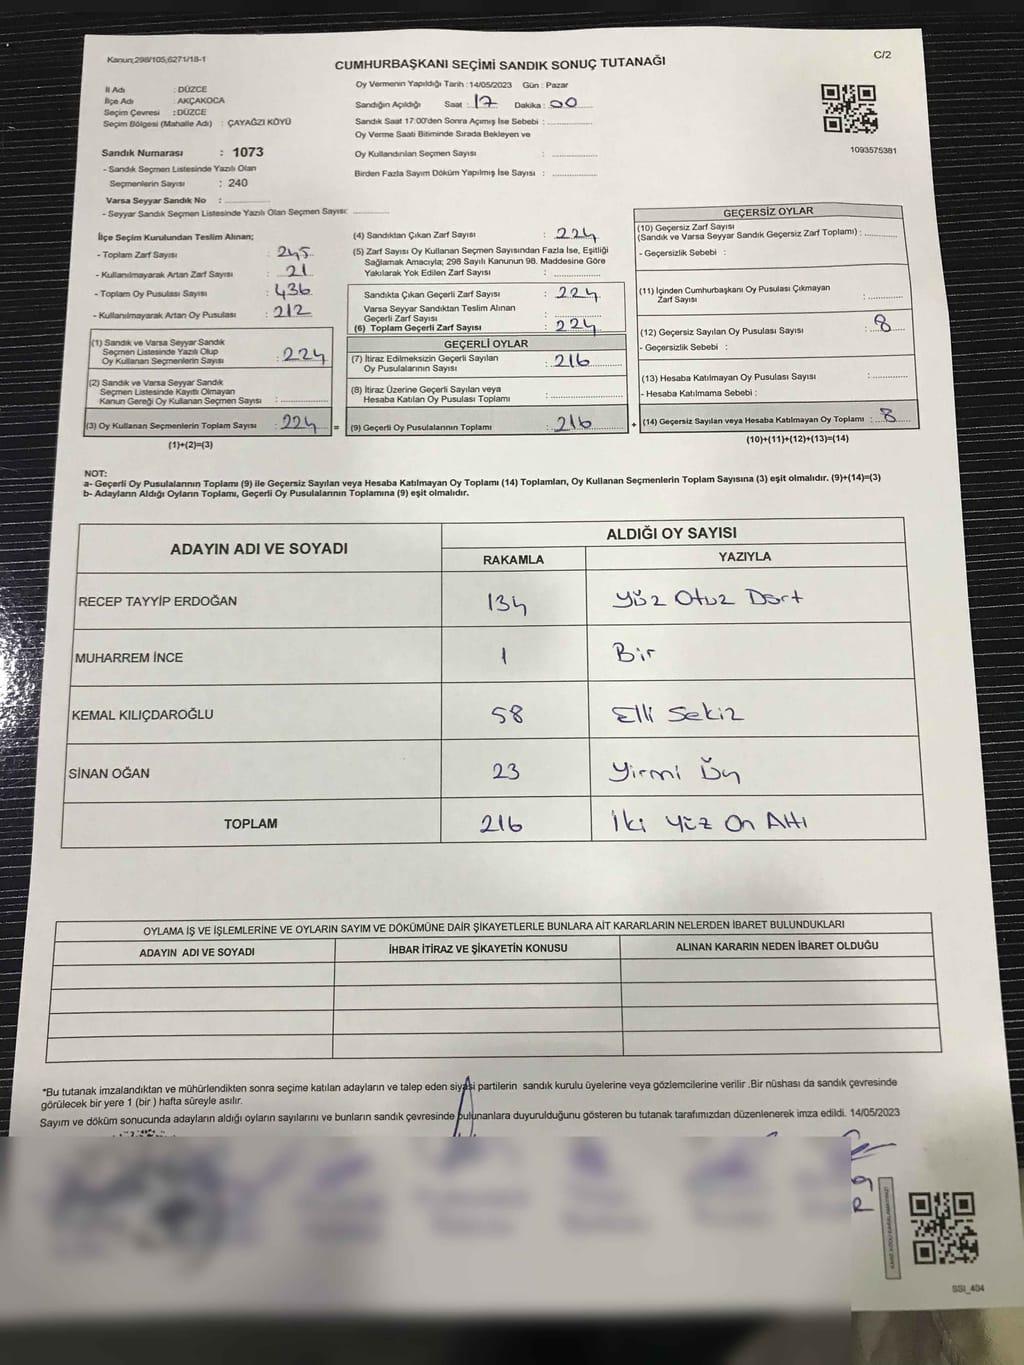 Kanun;298/105;6271/18-1
C/2
CUMHURBAŞKANI SEÇİMİ SANDIK SONUÇ TUTANAĞI
İl Adı : DÜZCE
İlçe Adı : AKÇAKOCA
Seçim Çevresi : DÜZCE
Seçim Bölgesi (Mahalle Adı) : ÇAYAĞZI KÖYÜ
Oy Vermenin Yapıldığı Tarih : 14/05/2023 Gün : Pazar
Sandığın Açıldığı Saat : 17 Dakika : 00
Sandık Saat 17:00'den Sonra Açmış İse Sebebi :
Oy Verme Saati Bitiminde Sırada Bekleyen ve
Oy Kullandırılan Seçmen Sayısı :
Birden Fazla Sayım Döküm Yapılmış İse Sayısı :
1093575381
Sandık Numarası : 1073
- Sandık Seçmen Listesinde Yazılı Olan
Seçmenlerin Sayısı : 240
Varsa Seyyar Sandık No :
- Seyyar Sandık Seçmen Listesinde Yazılı Olan Seçmen Sayısı:
İlçe Seçim Kurulundan Teslim Alınan;
- Toplam Zarf Sayısı : 245
- Kullanılmayarak Artan Zarf Sayısı : 21
- Toplam Oy Pusulası Sayısı : 436
- Kullanılmayarak Artan Oy Pusulası : 212
(1) Sandık ve Varsa Seyyar Sandık
Seçmen Listesinde Yazılı Olup
Oy Kullanan Seçmenlerin Sayısı : 224
(2) Sandık ve Varsa Seyyar Sandık
Seçmen Listesinde Kayıtlı Olmayan
Kanun Gereği Oy Kullanan Seçmen Sayısı :
(3) Oy Kullanan Seçmenlerin Toplam Sayısı : 224 =
(1)+(2)=(3)
(4) Sandıktan Çıkan Zarf Sayısı : 224
(5) Zarf Sayısı Oy Kullanan Seçmen Sayısından Fazla İse, Eşitliği
Sağlamak Amacıyla; 298 Sayılı Kanunun 98. Maddesine Göre
Yakılarak Yok Edilen Zarf Sayısı :
Sandıkta Çıkan Geçerli Zarf Sayısı : 224
Varsa Seyyar Sandıktan Teslim Alınan
Geçerli Zarf Sayısı :
(6) Toplam Geçerli Zarf Sayısı : 224
GEÇERLİ OYLAR
(7) İtiraz Edilmeksizin Geçerli Sayılan
Oy Pusulalarının Sayısı : 216
(8) İtiraz Üzerine Geçerli Sayılan veya
Hesaba Katılan Oy Pusulası Toplamı :
(9) Geçerli Oy Pusulalarının Toplamı : 216 +
GEÇERSİZ OYLAR
(10) Geçersiz Zarf Sayısı
(Sandık ve Varsa Seyyar Sandık Geçersiz Zarf Toplamı) :
- Geçersizlik Sebebi :
(11) İçinden Cumhurbaşkanı Oy Pusulası Çıkmayan
Zarf Sayısı :
(12) Geçersiz Sayılan Oy Pusulası Sayısı : 8
- Geçersizlik Sebebi :
(13) Hesaba Katılmayan Oy Pusulası Sayısı :
- Hesaba Katılmama Sebebi :
(14) Geçersiz Sayılan veya Hesaba Katılmayan Oy Toplamı : 8
(10)+(11)+(12)+(13)=(14)
NOT:
a- Geçerli Oy Pusulalarının Toplamı (9) ile Geçersiz Sayılan veya Hesaba Katılmayan Oy Toplamı (14) Toplamları, Oy Kullanan Seçmenlerin Toplam Sayısına (3) eşit olmalıdır. (9)+(14)=(3)
b- Adayların Aldığı Oyların Toplamı, Geçerli Oy Pusulalarının Toplamına (9) eşit olmalıdır.
ADAYIN ADI VE SOYADI
ALDIĞI OY SAYISI
RAKAMLA YAZIYLA
RECEP TAYYİP ERDOĞAN 134 Yüz Otuz Dört
MUHARREM İNCE 1 Bir
KEMAL KILIÇDAROĞLU 58 Elli Sekiz
SİNAN OĞAN 23 Yirmi Üç
TOPLAM 216 İki Yüz On Altı
OYLAMA İŞ VE İŞLEMLERİNE VE OYLARIN SAYIM VE DÖKÜMÜNE DAİR ŞİKAYETLERLE BUNLARA AİT KARARLARIN NELERDEN İBARET BULUNDUKLARI
ADAYIN ADI VE SOYADI İHBAR İTİRAZ VE ŞİKAYETİN KONUSU ALINAN KARARIN NEDEN İBARET OLDUĞU
*Bu tutanak imzalandıktan ve mühürlendikten sonra seçime katılan adayların ve talep eden siyasi partilerin sandık kurulu üyelerine veya gözlemcilerine verilir .Bir nüshası da sandık çevresinde
görülecek bir yere 1 (bir ) hafta süreyle asılır.
Sayım ve döküm sonucunda adayların aldığı oyların sayılarını ve bunların sandık çevresinde bulunanlara duyurulduğunu gösteren bu tutanak tarafımızdan düzenlenerek imza edildi. 14/05/2023
SSI_404